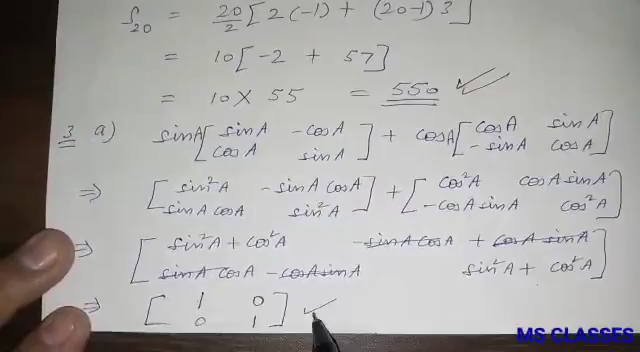 S₂₀ = 20/2 [2(-1) + (20-1)3]
= 10[-2 + 57]
= 10 × 55 = 550
3 a) sinA [sinA -cosA; cosA sinA] + cosA [cosA sinA; -sinA cosA]
⇒ [sin²A -sinA cosA; sinA cosA sin²A] + [cos²A cosA sinA; -cosA sinA cos²A]
⇒ [sin²A + cos²A -sinA cosA + cosA sinA; sinA cosA - cosA sinA sin²A + cos²A]
⇒ [1 0; 0 1]
MS CLASSES